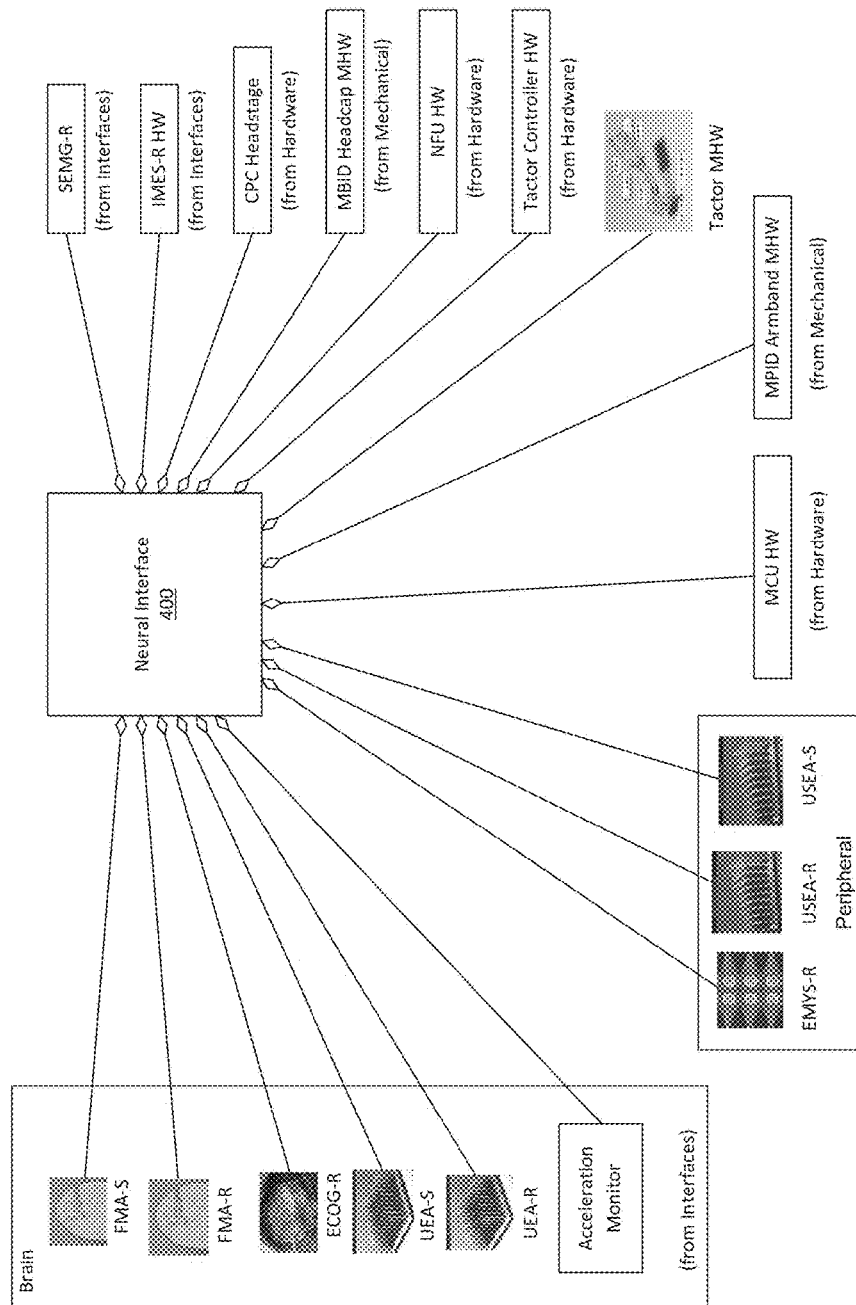 Brain
FMA-S
FMA-R
ECOG-R
UEA-S
UEA-R
Acceleration
Monitor
(from Interfaces)
Neural Interface
400
SEMG-R
(from Interfaces)
IMES-R HW
(from Interfaces)
CPC Headstage
(from Hardware)
MBID Headcap MHW
(from Mechanical)
NFU HW
(from Hardware)
Tactor Controller HW
(from Hardware)
Tactor MHW
MPID Armband MHW
(from Mechanical)
MCU HW
(from Hardware)
EMYS-R
USEA-R
USEA-S
Peripheral